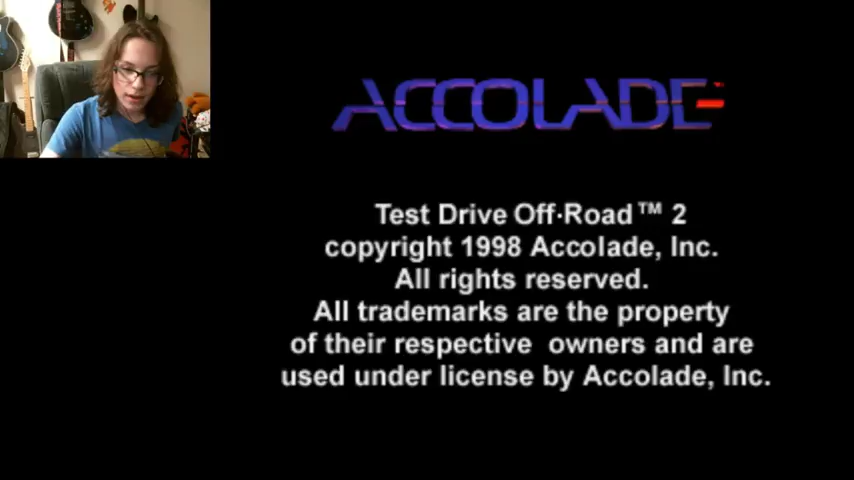 ACCOLADE
Test Drive Off·Road™ 2
copyright 1998 Accolade, Inc.
All rights reserved.
All trademarks are the property
of their respective owners and are
used under license by Accolade, Inc.